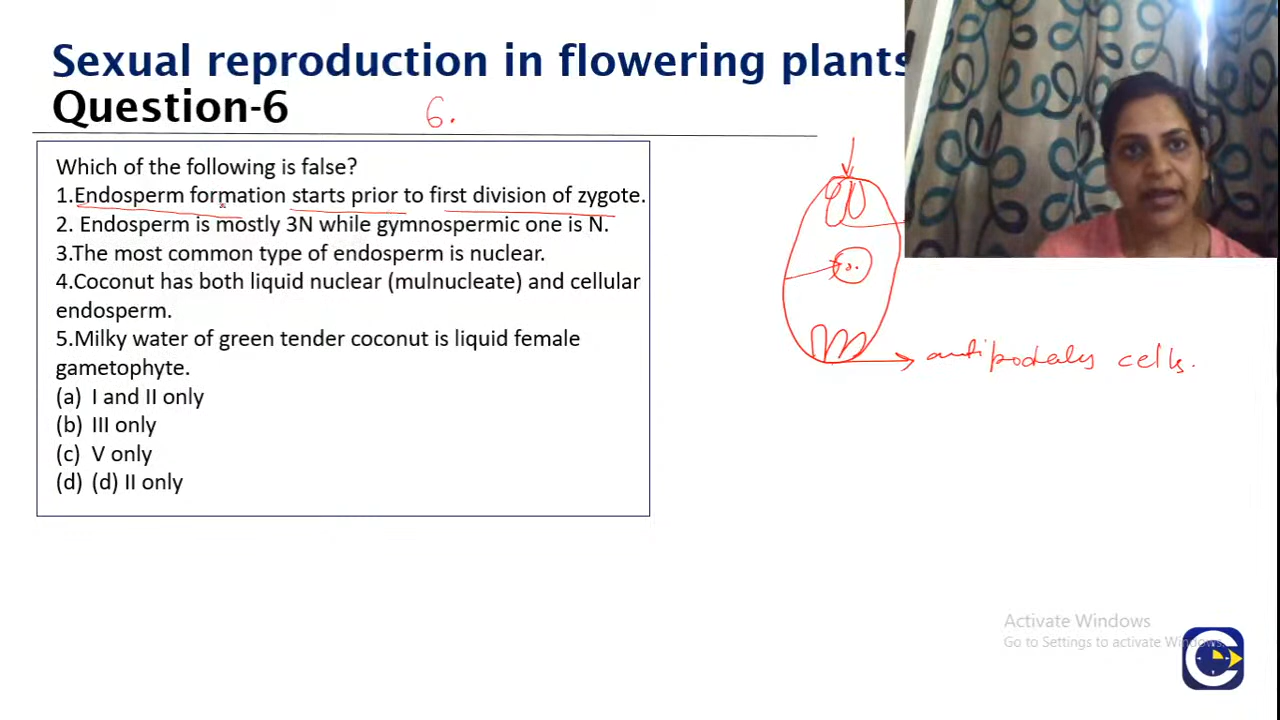 Sexual reproduction in flowering plants
Question-6
6.
Which of the following is false?
1.Endosperm formation starts prior to first division of zygote.
2. Endosperm is mostly 3N while gymnospermic one is N.
3.The most common type of endosperm is nuclear.
4.Coconut has both liquid nuclear (mulnucleate) and cellular
endosperm.
5.Milky water of green tender coconut is liquid female
gametophyte.
(a) I and II only
(b) III only
(c) V only
(d) (d) II only
antipodals cells.
Activate Windows
Go to Settings to activate Windows.